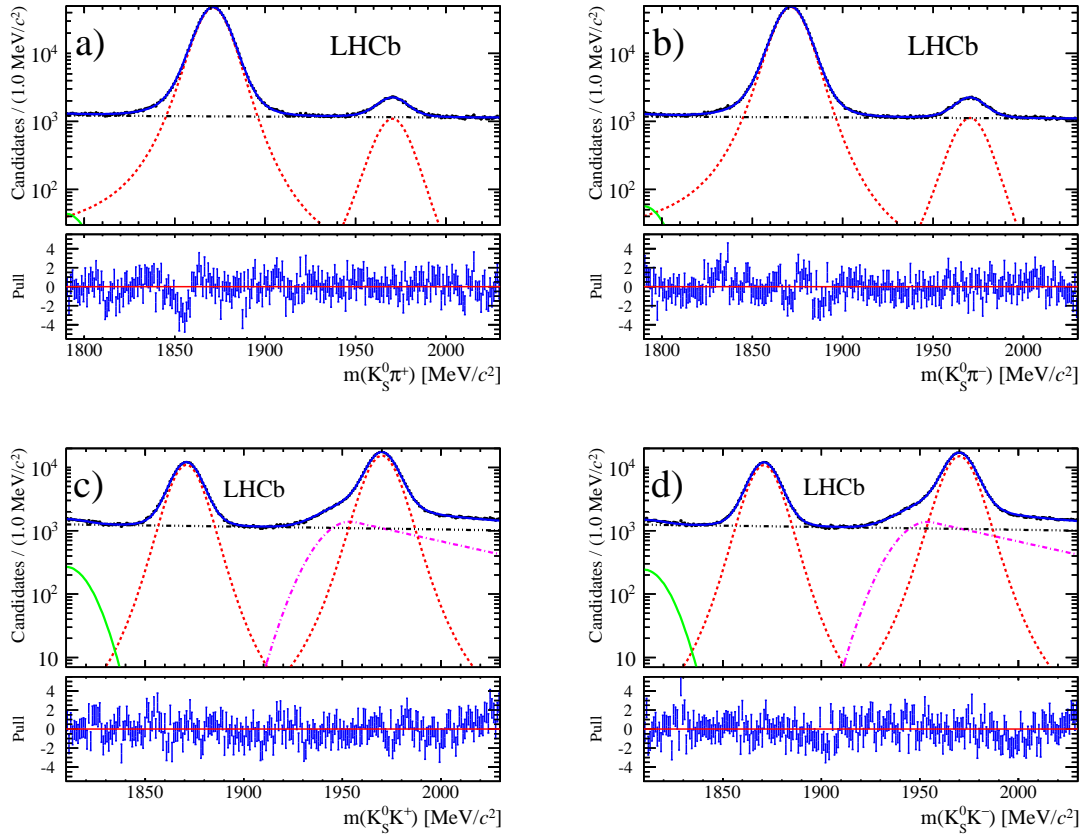 a) LHCb
Candidates / (1.0 MeV/c²)
10⁴
10³
10²
Pull
4
2
0
-2
-4
1800 1850 1900 1950 2000
m(K⁰Sπ⁺) [MeV/c²]
b) LHCb
Candidates / (1.0 MeV/c²)
10⁴
10³
10²
Pull
4
2
0
-2
-4
1800 1850 1900 1950 2000
m(K⁰Sπ⁻) [MeV/c²]
c) LHCb
Candidates / (1.0 MeV/c²)
10⁴
10³
10²
10
Pull
4
2
0
-2
-4
1850 1900 1950 2000
m(K⁰SK⁺) [MeV/c²]
d) LHCb
Candidates / (1.0 MeV/c²)
10⁴
10³
10²
10
Pull
4
2
0
-2
-4
1850 1900 1950 2000
m(K⁰SK⁻) [MeV/c²]